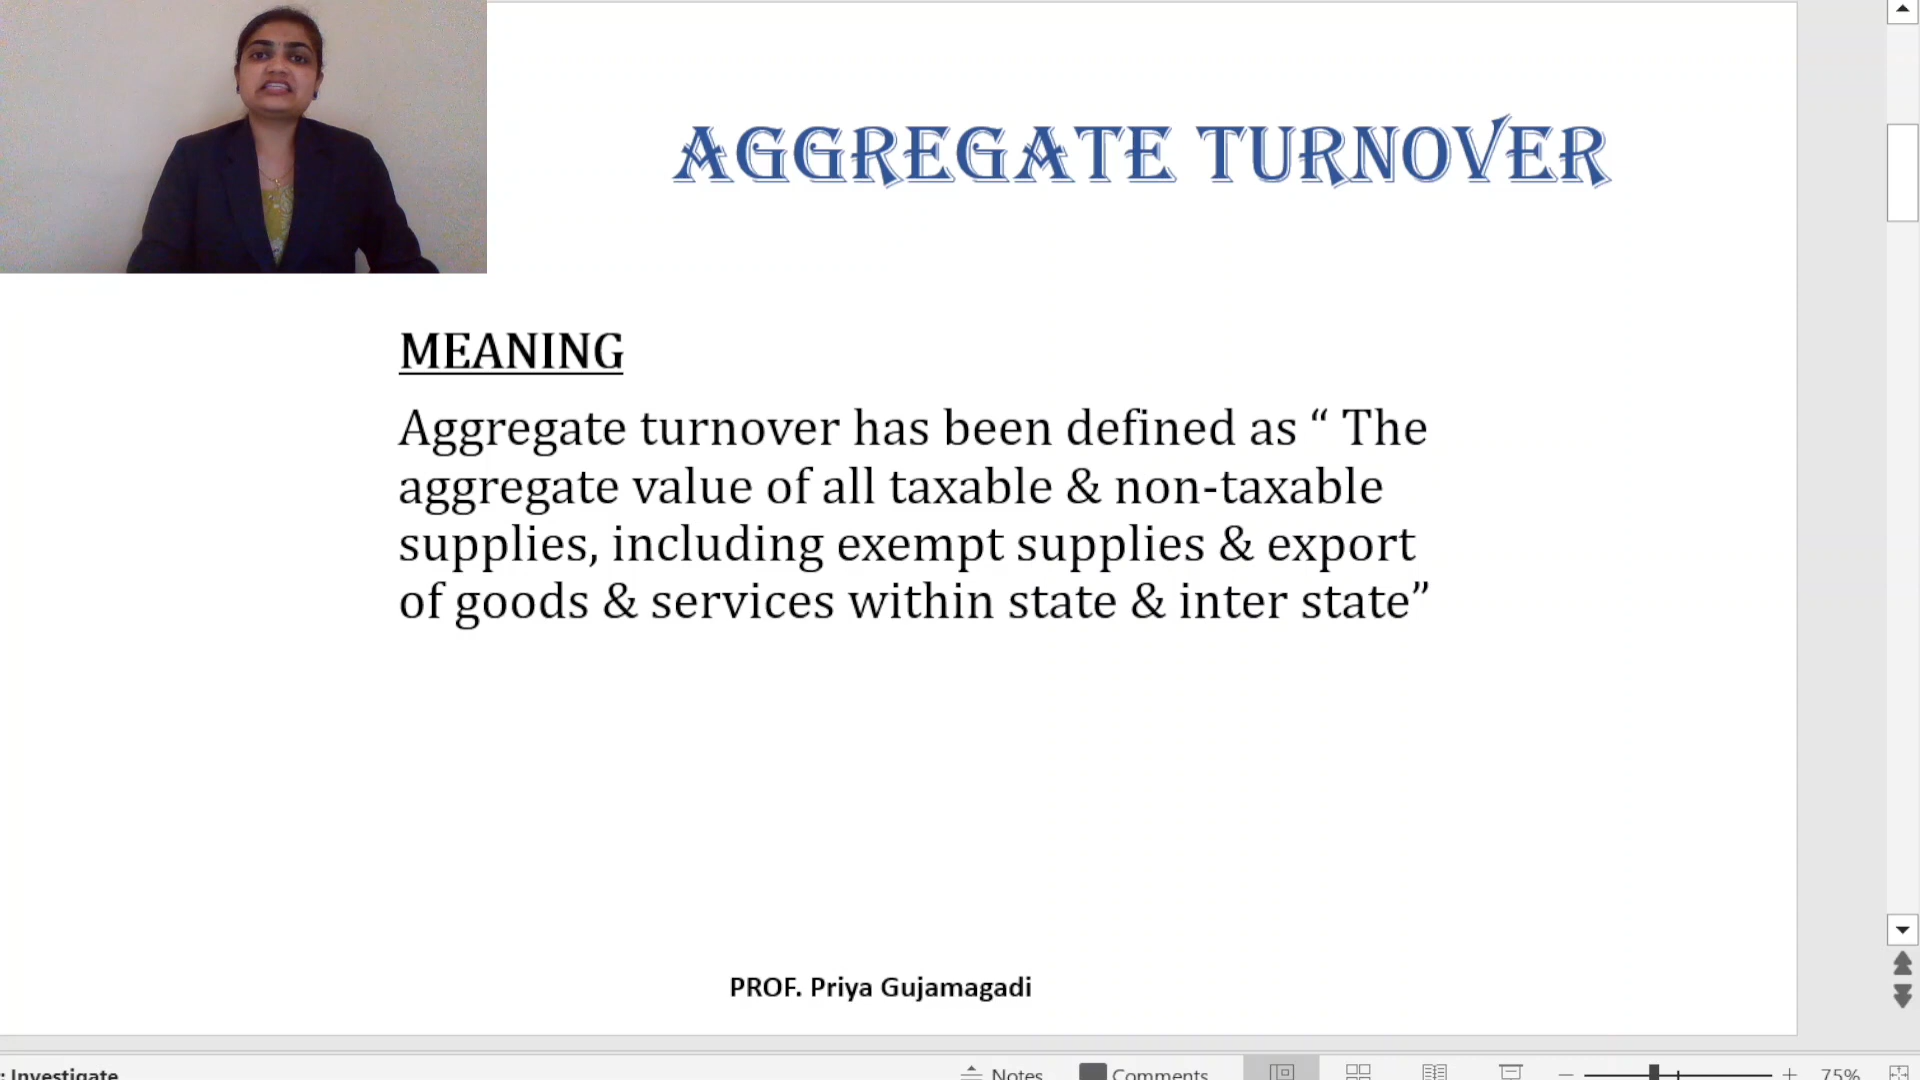 AGGREGATE TURNOVER
MEANING
Aggregate turnover has been defined as “ The
aggregate value of all taxable & non-taxable
supplies, including exempt supplies & export
of goods & services within state & inter state”
PROF. Priya Gujamagadi
: Investigate
Notes
Comments
75%